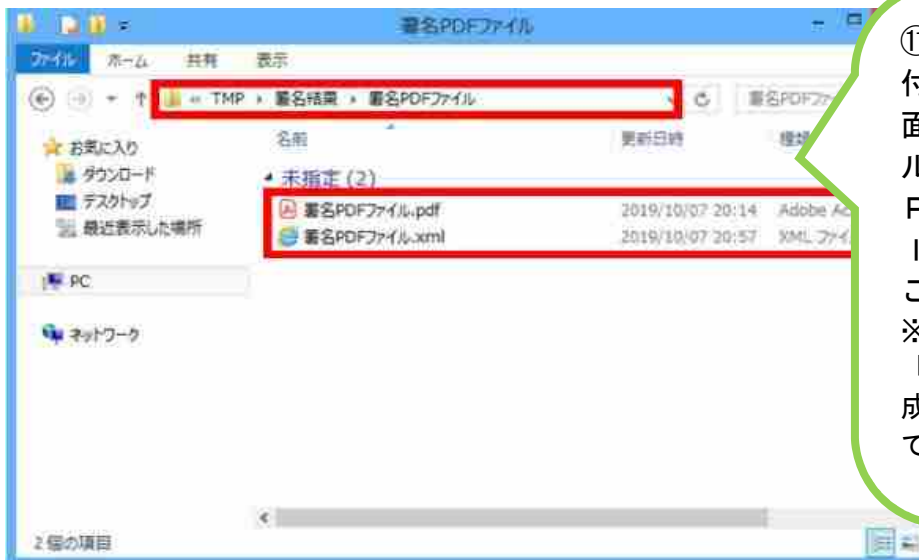 署名PDFファイル
ファイル ホーム 共有 表示
TMP 署名結果 署名PDFファイル
名前 更新日時
お気に入り
ダウンロード
デスクトップ
最近表示した場所
PC
ネットワーク
未指定 (2)
署名PDFファイル.pdf 2019/10/07 20:14 Adobe Ac
署名PDFファイル.xml 2019/10/07 20:57 XML ファイ
2 個の項目
付
面
ル
こ
※
成
て